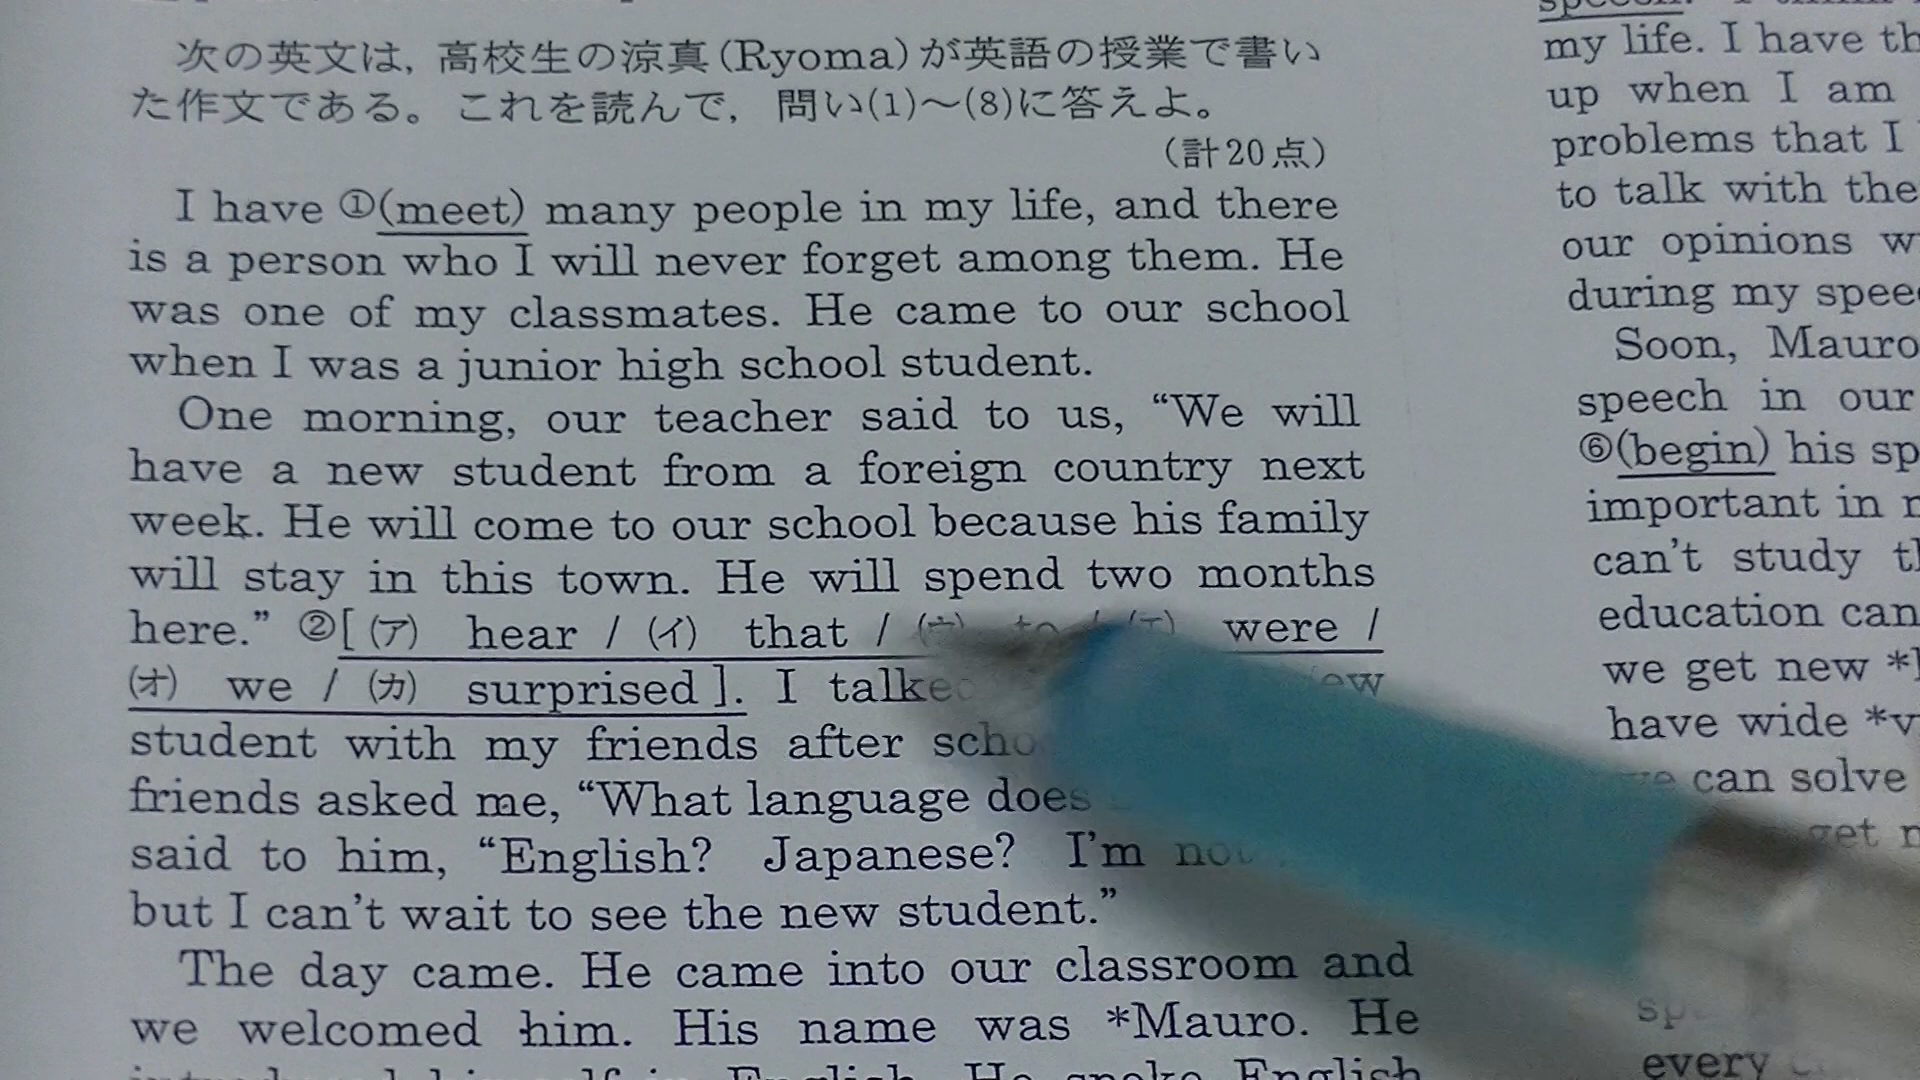 次の英文は，高校生の涼真(Ryoma)が英語の授業で書い
た作文である。これを読んで，問い(1)〜(8)に答えよ。
(計20点)
I have ①(meet) many people in my life, and there
is a person who I will never forget among them. He
was one of my classmates. He came to our school
when I was a junior high school student.
One morning, our teacher said to us, “We will
have a new student from a foreign country next
week. He will come to our school because his family
will stay in this town. He will spend two months
here.” ②[ (ア) hear / (イ) that / (ウ) to / (エ) were /
(オ) we / (カ) surprised ]. I
student with my friends after
friends asked me, “What language does
said to him, “English? Japanese? I'm
but I can't wait to see the new student.”
The day came. He came into our classroom and
we welcomed him. His name was *Mauro. He
in English. He spoke English
my life. I have
up when I am
problems that I
to talk with the
our opinions
during my
Soon, Mauro
speech in our
⑥(begin) his
important in
can't study
education can
we get new
have wide
can solve
get
every